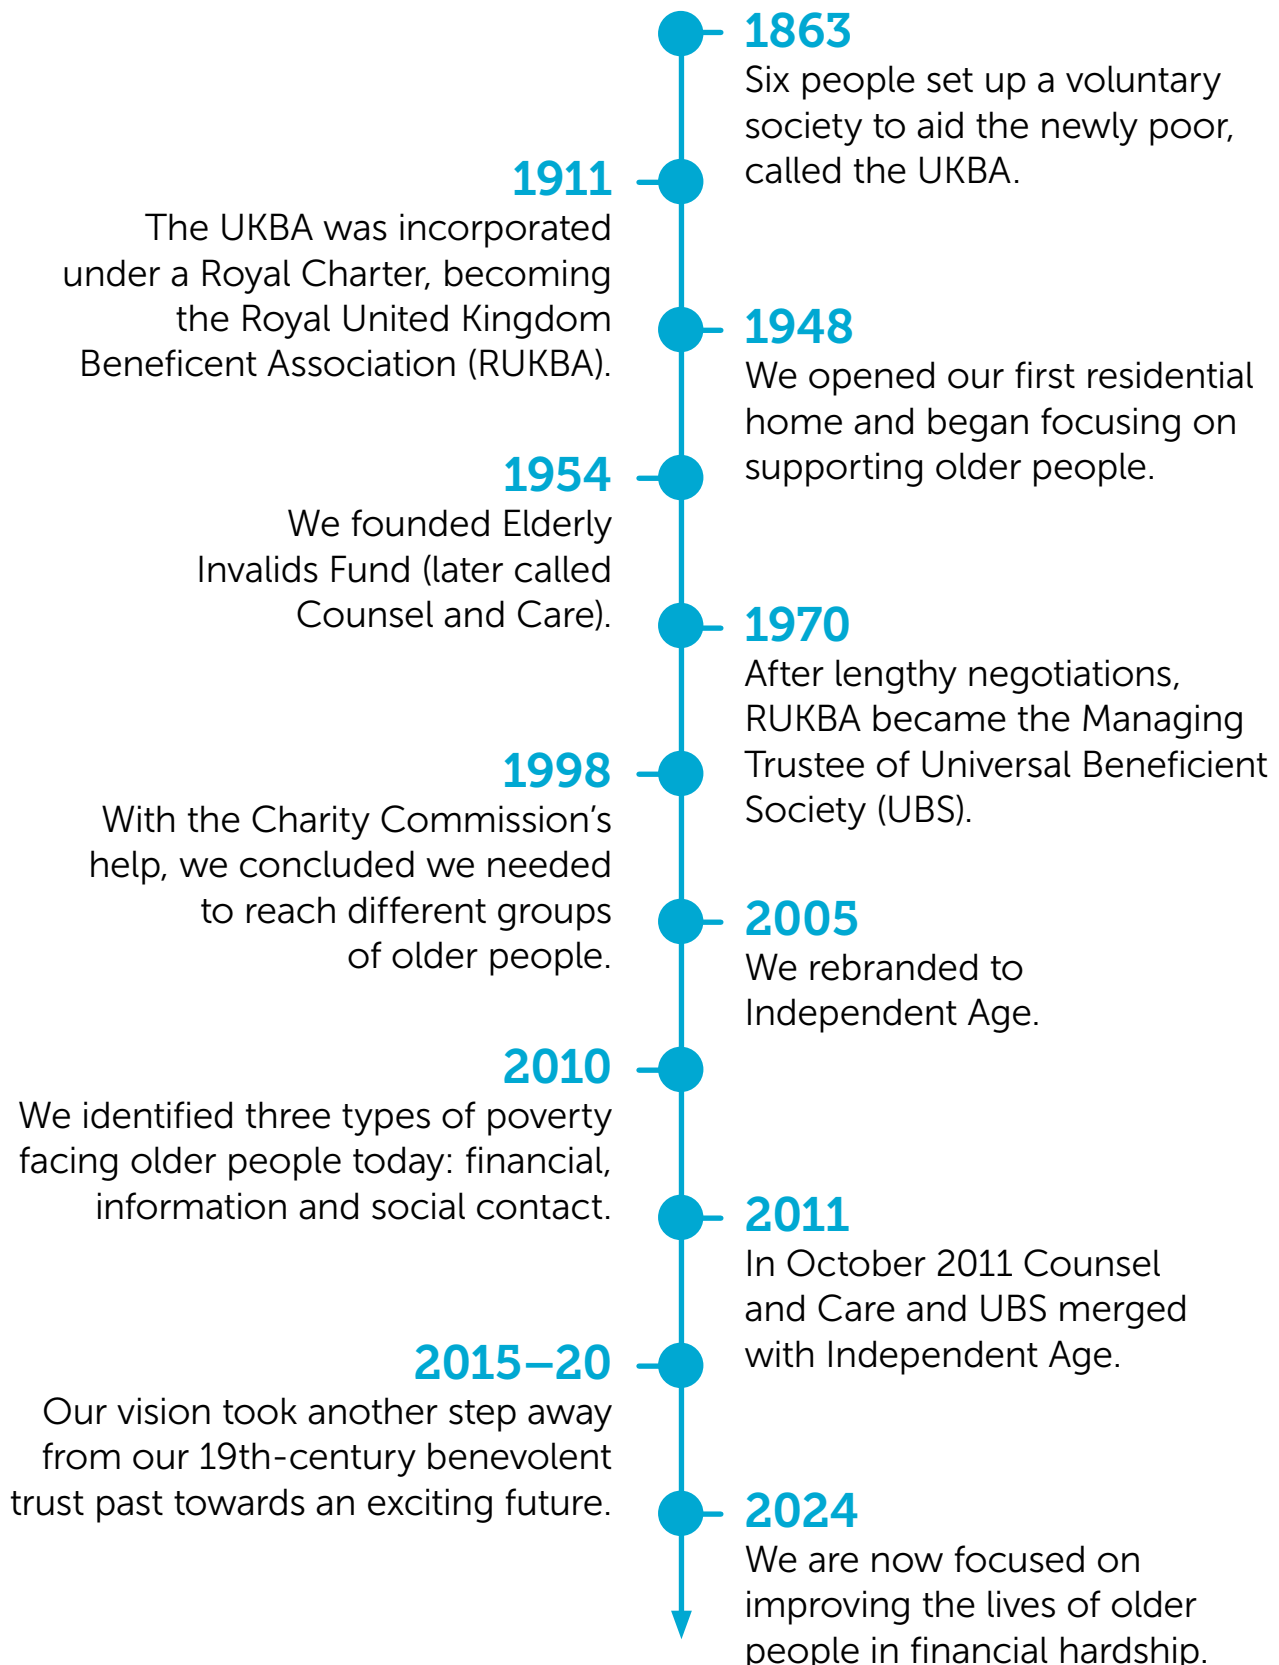 1863
Six people set up a voluntary
society to aid the newly poor,
called the UKBA.
1911
The UKBA was incorporated
under a Royal Charter, becoming
the Royal United Kingdom
Beneficent Association (RUKBA).
1948
We opened our first residential
home and began focusing on
supporting older people.
1954
We founded Elderly
Invalids Fund (later called
Counsel and Care).
1970
After lengthy negotiations,
RUKBA became the Managing
Trustee of Universal Beneficient
Society (UBS).
1998
With the Charity Commission’s
help, we concluded we needed
to reach different groups
of older people.
2005
We rebranded to
Independent Age.
2010
We identified three types of poverty
facing older people today: financial,
information and social contact.
2011
In October 2011 Counsel
and Care and UBS merged
with Independent Age.
2015–20
Our vision took another step away
from our 19th-century benevolent
trust past towards an exciting future.
2024
We are now focused on
improving the lives of older
people in financial hardship.